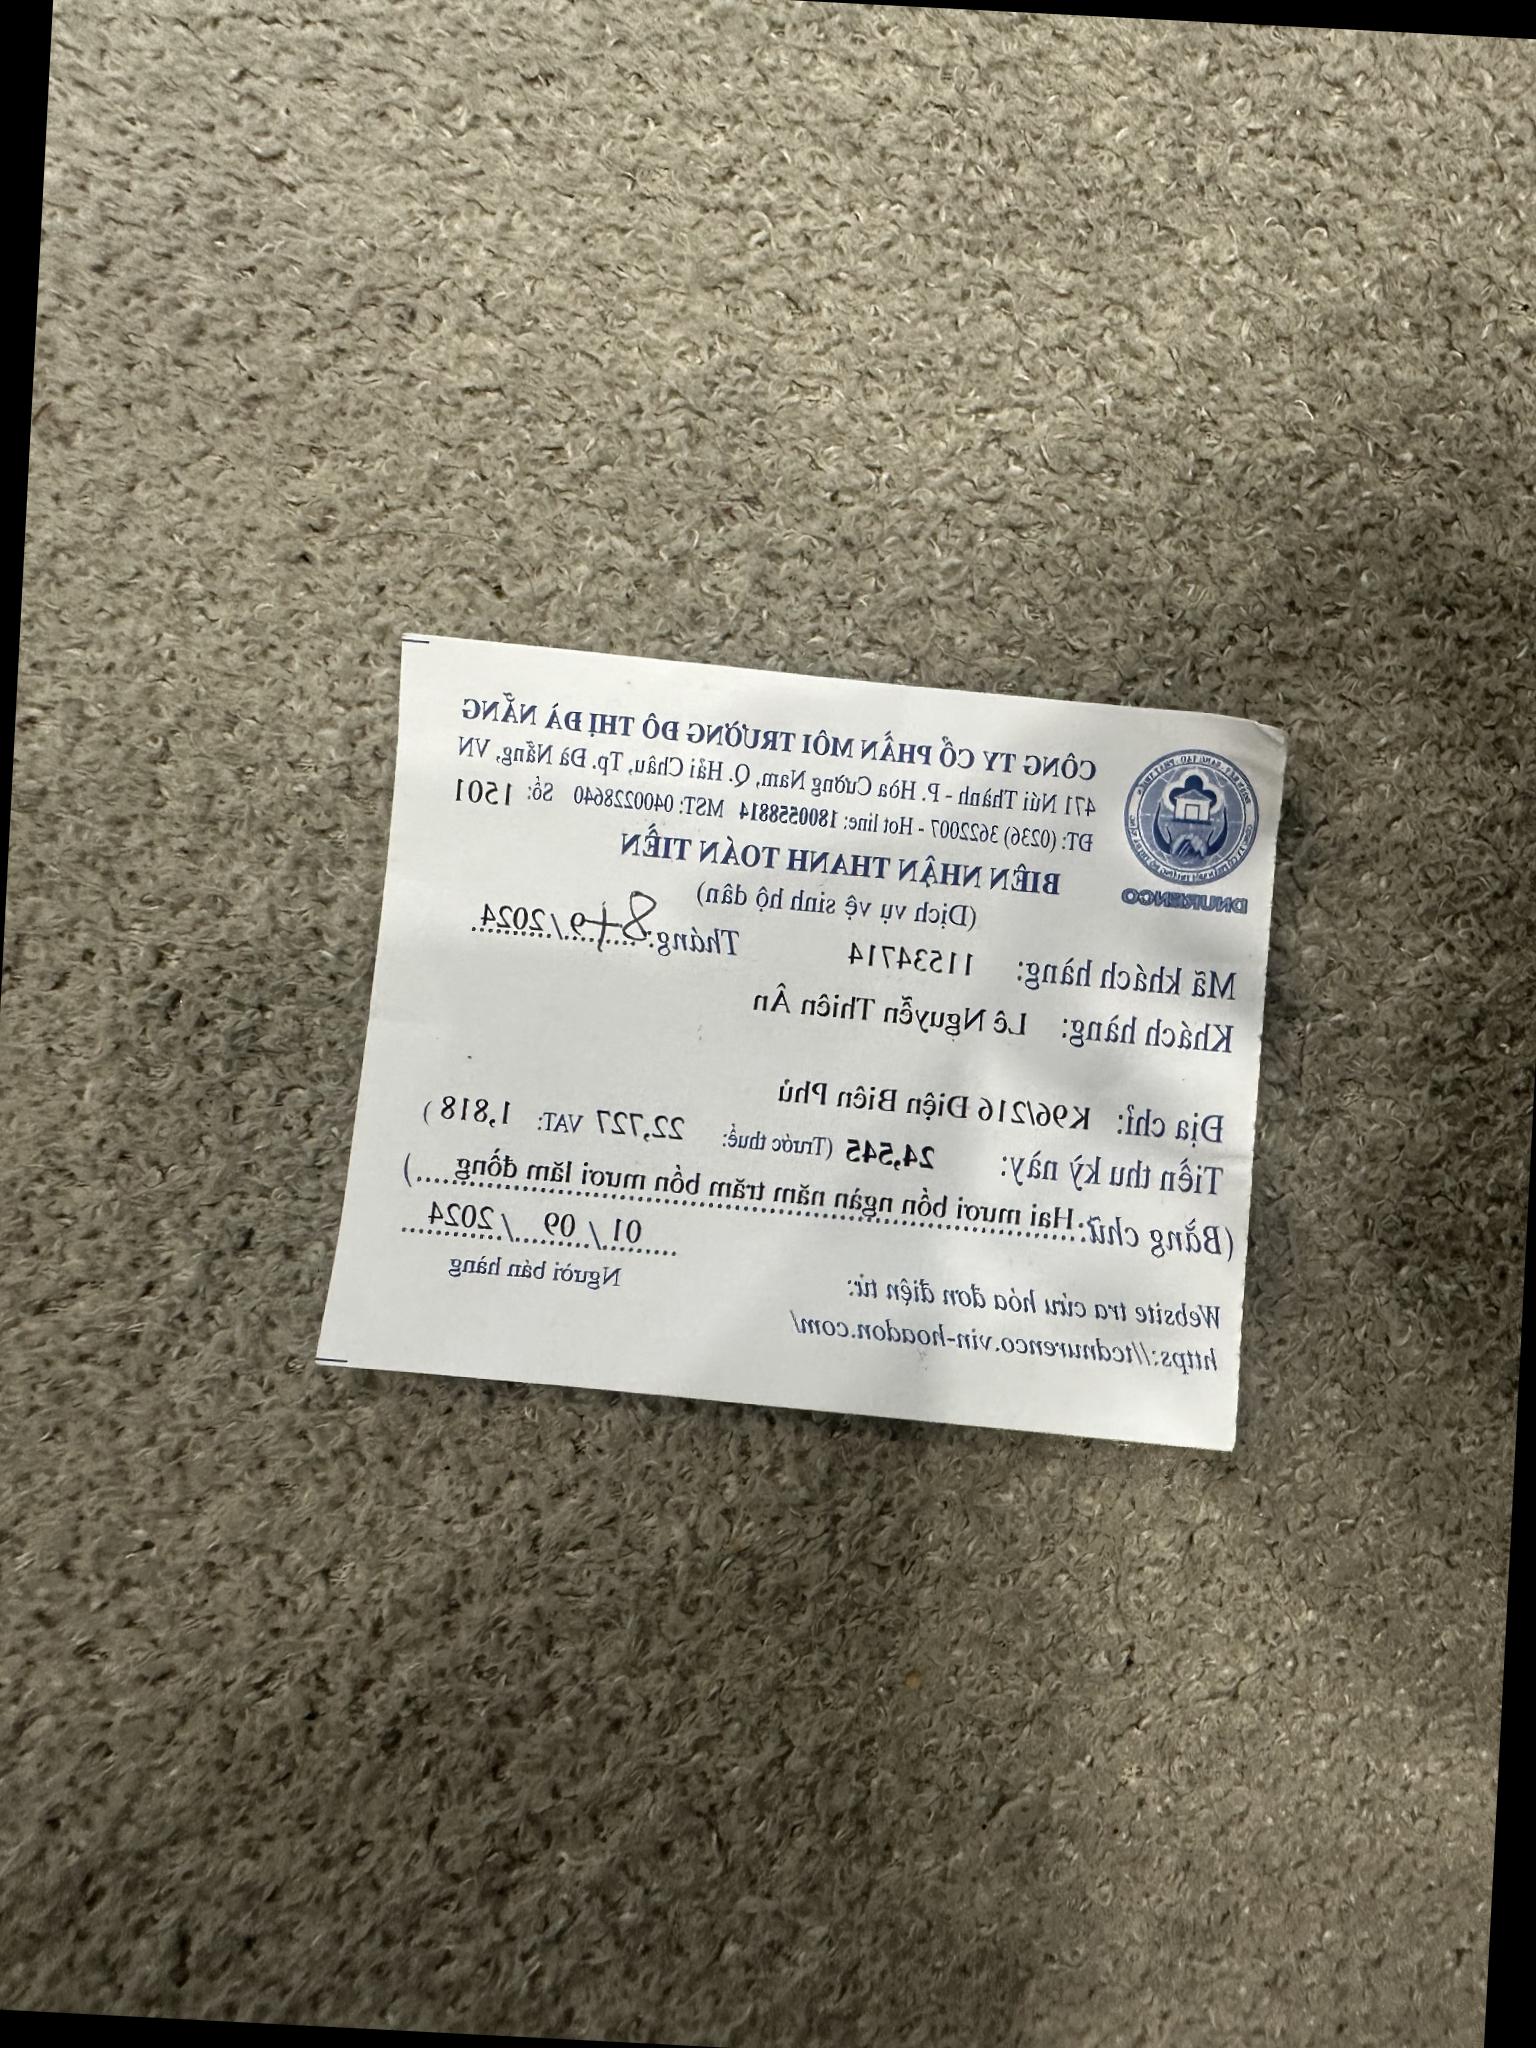 CÔNG TY CỔ PHẦN MÔI TRƯỜNG ĐÔ THỊ ĐÀ NẴNG
471 Núi Thành - P. Hòa Cường Nam, Q. Hải Châu, Tp. Đà Nẵng, VN
ĐT: (0236) 3622007 - Hot line: 1800558814 MST: 0400228640 Số: 1501
DNURENCO
BIÊN NHẬN THANH TOÁN TIỀN
(Dịch vụ vệ sinh hộ dân)
Mã khách hàng: 11534714 Tháng: 8+9/2024
Khách hàng: Lê Nguyễn Thiên Ân
Địa chỉ: K96/216 Điện Biên Phủ
Tiền thu kỳ này: 24,545 (Trước thuế: 22,727 VAT: 1,818 )
(Bằng chữ: Hai mươi bốn ngàn năm trăm bốn mươi lăm đồng ......)
01 / 09 / 2024
Người bán hàng
Website tra cứu hóa đơn điện tử:
https://tcdnurenco.vin-hoadon.com/